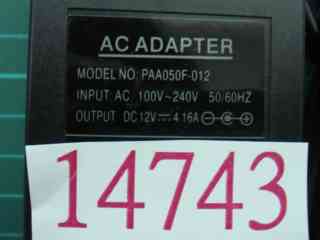 AC ADAPTER
MODEL NO: PAA050F-012
INPUT: AC 100V~240V 50/60HZ
OUTPUT: DC12V⎓4.16A
14743